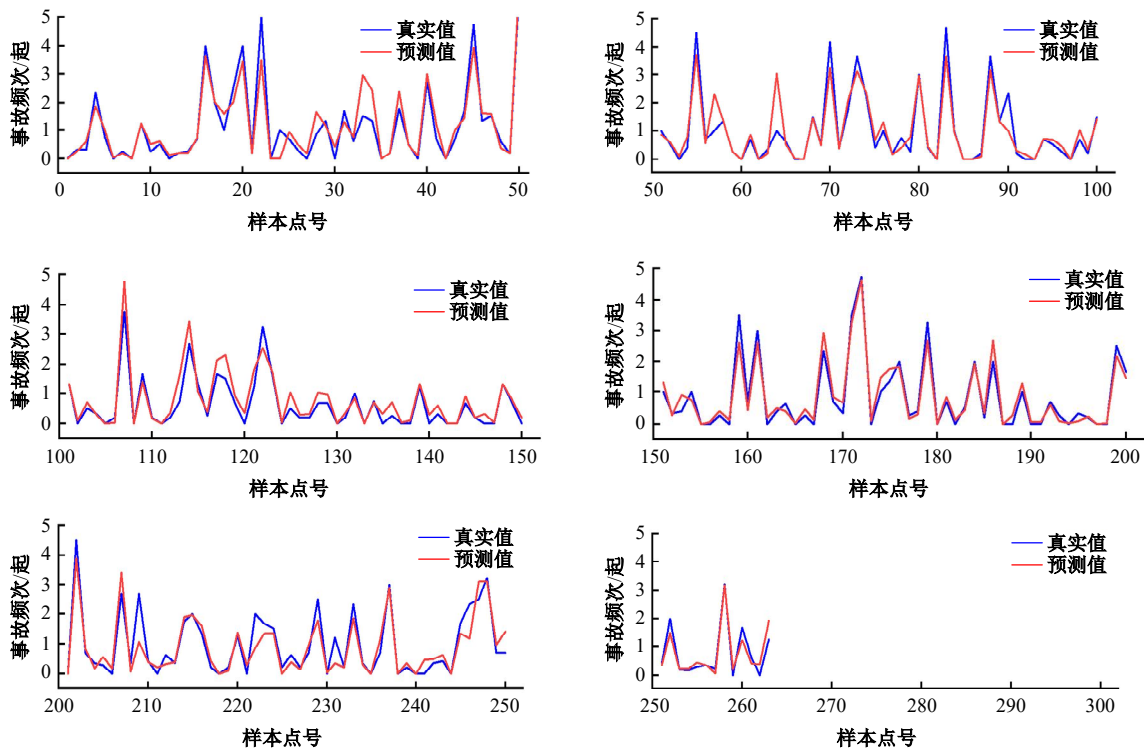 5
4
3
2
1
0
事故频次/起
真实值
预测值
0 10 20 30 40 50
样本点号
5
4
3
2
1
0
事故频次/起
真实值
预测值
50 60 70 80 90 100
样本点号
5
4
3
2
1
0
事故频次/起
真实值
预测值
100 110 120 130 140 150
样本点号
5
4
3
2
1
0
事故频次/起
真实值
预测值
150 160 170 180 190 200
样本点号
5
4
3
2
1
0
事故频次/起
真实值
预测值
200 210 220 230 240 250
样本点号
5
4
3
2
1
0
事故频次/起
真实值
预测值
250 260 270 280 290 300
样本点号